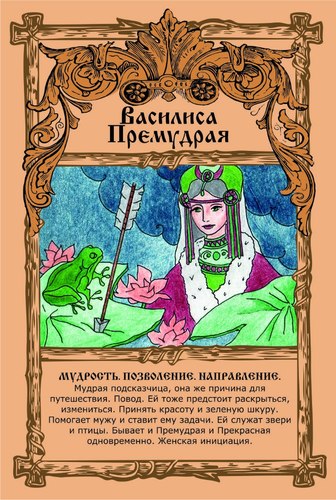 Василиса
Премудрая
МУДРОСТЬ. ПОЗВОЛЕНИЕ. НАПРАВЛЕНИЕ.
Мудрая подсказчица, она же причина для
путешествия. Повод. Ей тоже предстоит раскрыться,
измениться. Принять красоту и зеленую шкуру.
Помогает мужу и ставит ему задачи. Ей служат звери
и птицы. Бывает и Премудрая и Прекрасная
одновременно. Женская инициация.